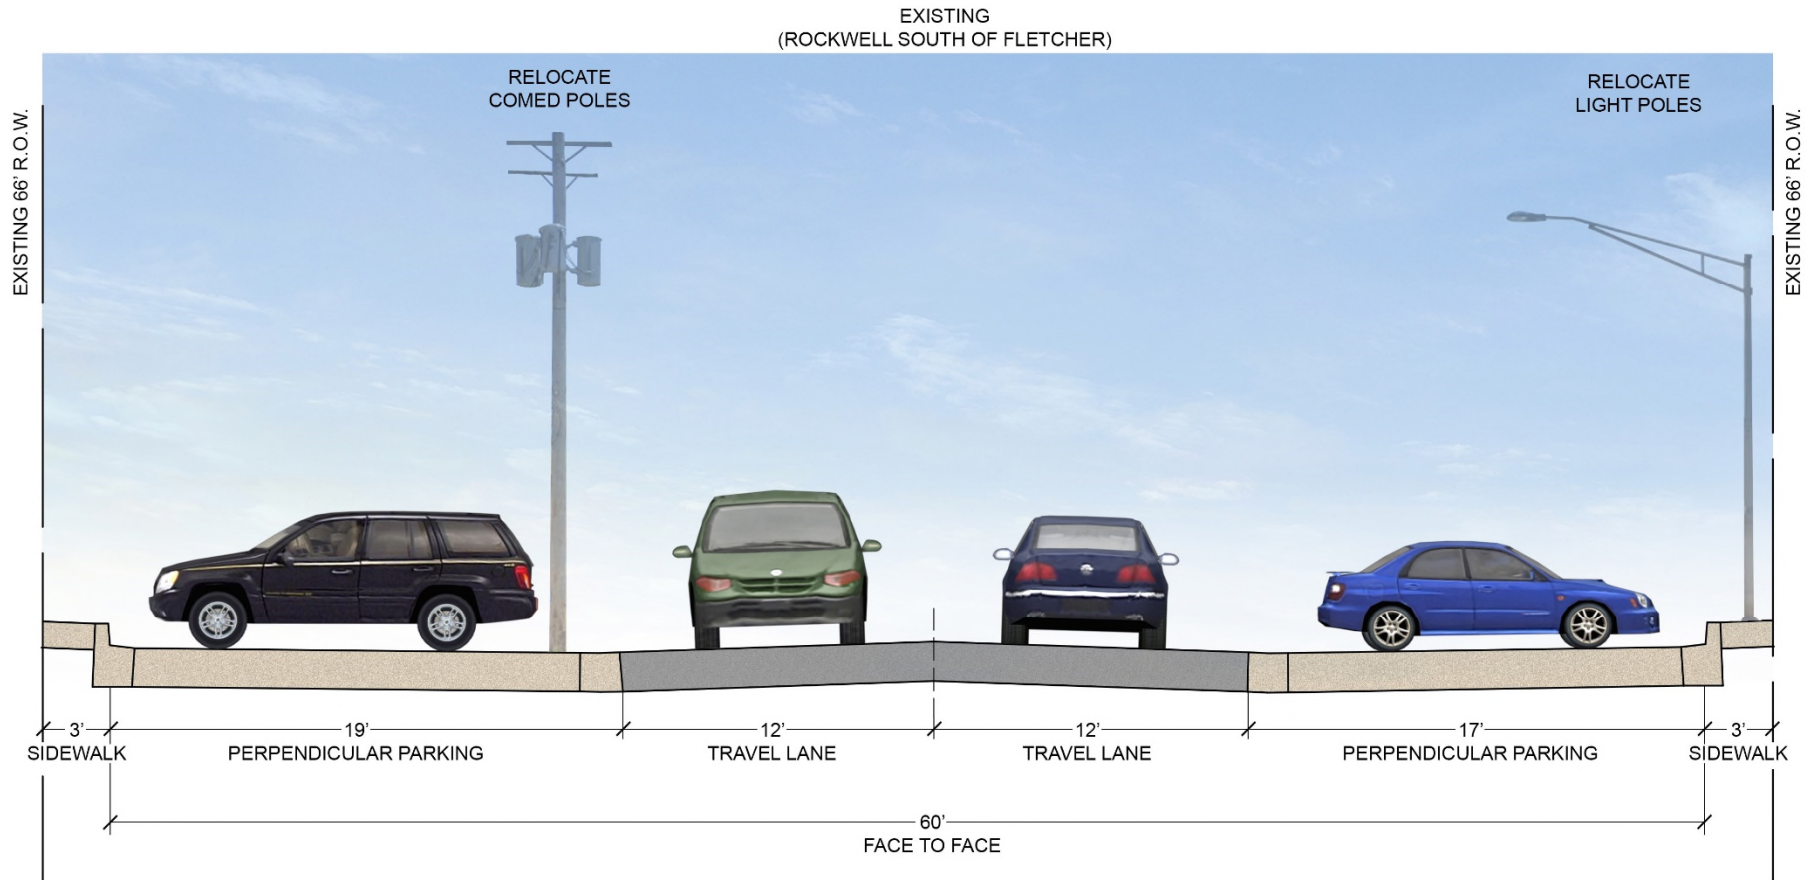 EXISTING
(ROCKWELL SOUTH OF FLETCHER)
RELOCATE
COMED POLES
RELOCATE
LIGHT POLES
EXISTING 66' R.O.W.
EXISTING 66' R.O.W.
3'
SIDEWALK
19'
PERPENDICULAR PARKING
12'
TRAVEL LANE
12'
TRAVEL LANE
17'
PERPENDICULAR PARKING
3'
SIDEWALK
60'
FACE TO FACE